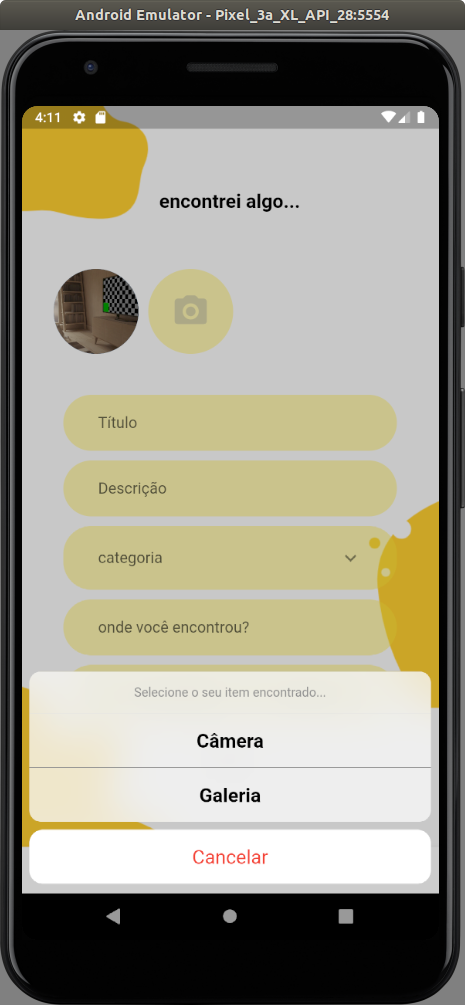 Android Emulator - Pixel_3a_XL_API_28:5554
4:11
encontrei algo...
Título
Descrição
categoria
onde você encontrou?
Selecione o seu item encontrado...
Câmera
Galeria
Cancelar